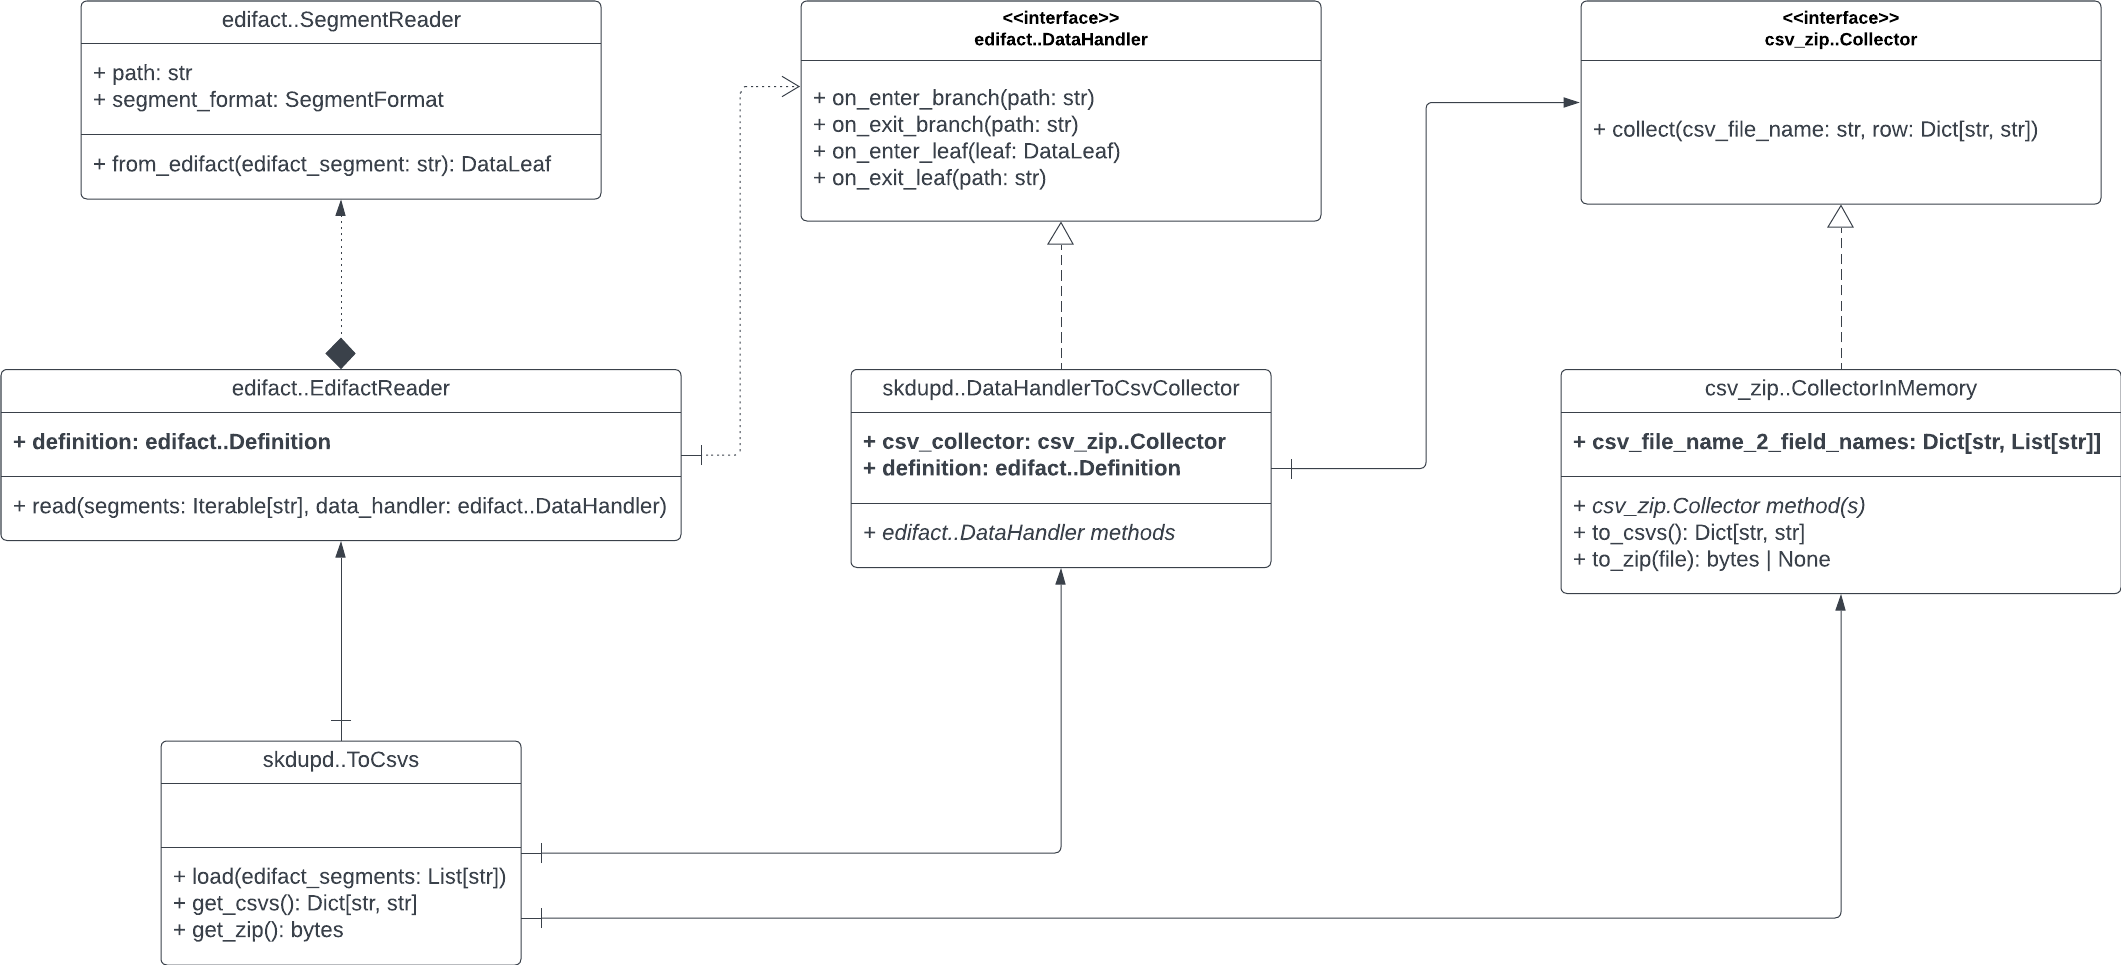 edifact..SegmentReader
+ path: str
+ segment_format: SegmentFormat
+ from_edifact(edifact_segment: str): DataLeaf
<<interface>>
edifact..DataHandler
+ on_enter_branch(path: str)
+ on_exit_branch(path: str)
+ on_enter_leaf(leaf: DataLeaf)
+ on_exit_leaf(path: str)
<<interface>>
csv_zip..Collector
+ collect(csv_file_name: str, row: Dict[str, str])
edifact..EdifactReader
+ definition: edifact..Definition
+ read(segments: Iterable[str], data_handler: edifact..DataHandler)
skdupd..DataHandlerToCsvCollector
+ csv_collector: csv_zip..Collector
+ definition: edifact..Definition
+ edifact..DataHandler methods
csv_zip..CollectorInMemory
+ csv_file_name_2_field_names: Dict[str, List[str]]
+ csv_zip.Collector method(s)
+ to_csvs(): Dict[str, str]
+ to_zip(file): bytes | None
skdupd..ToCsvs
+ load(edifact_segments: List[str])
+ get_csvs(): Dict[str, str]
+ get_zip(): bytes